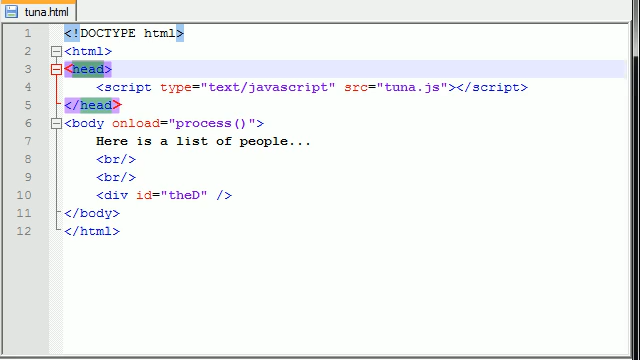 tuna.html
1 <!DOCTYPE html>
2 <html>
3 <head>
4 <script type="text/javascript" src="tuna.js"></script>
5 </head>
6 <body onload="process()">
7 Here is a list of people...
8 <br/>
9 <br/>
10 <div id="theD" />
11 </body>
12 </html>